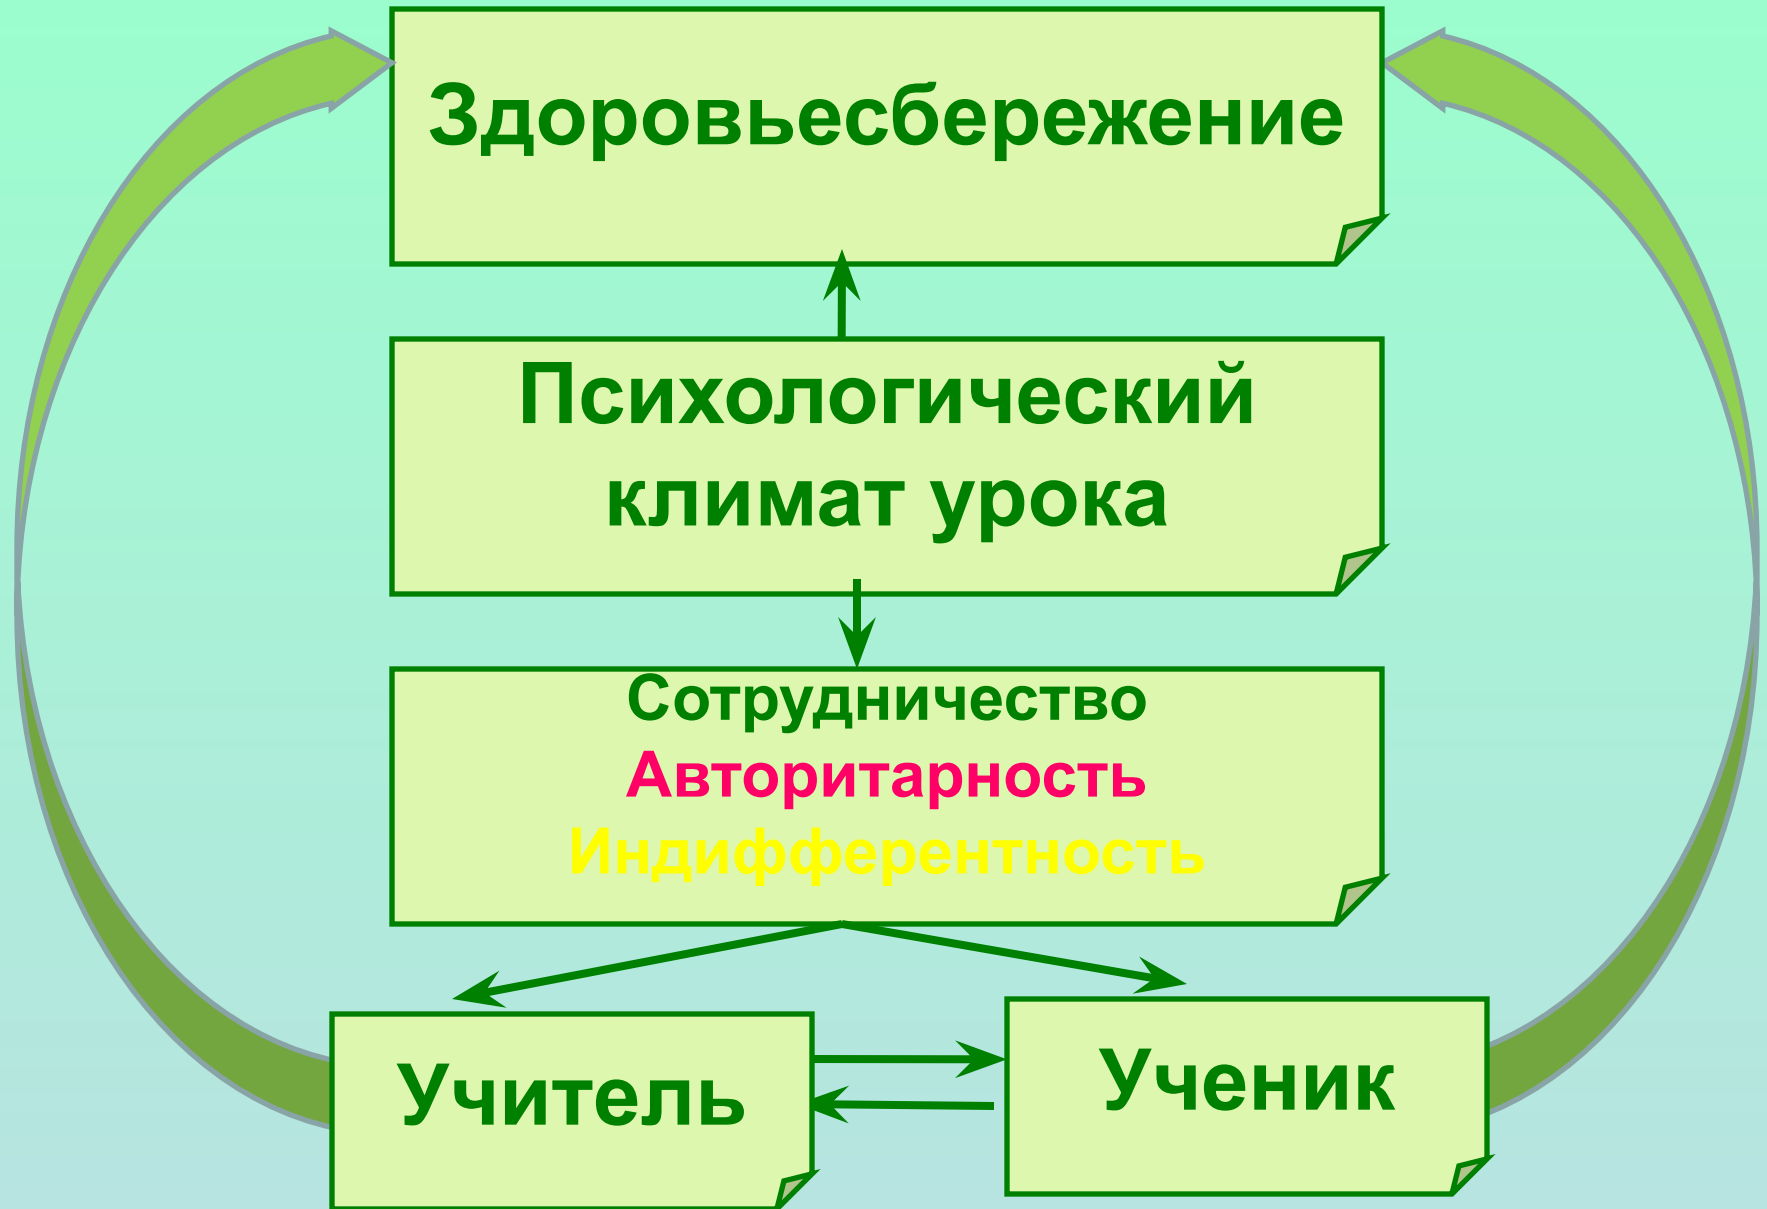 Здоровьесбережение
Психологический
климат урока
Сотрудничество
Авторитарность
Индифферентность
Учитель
Ученик